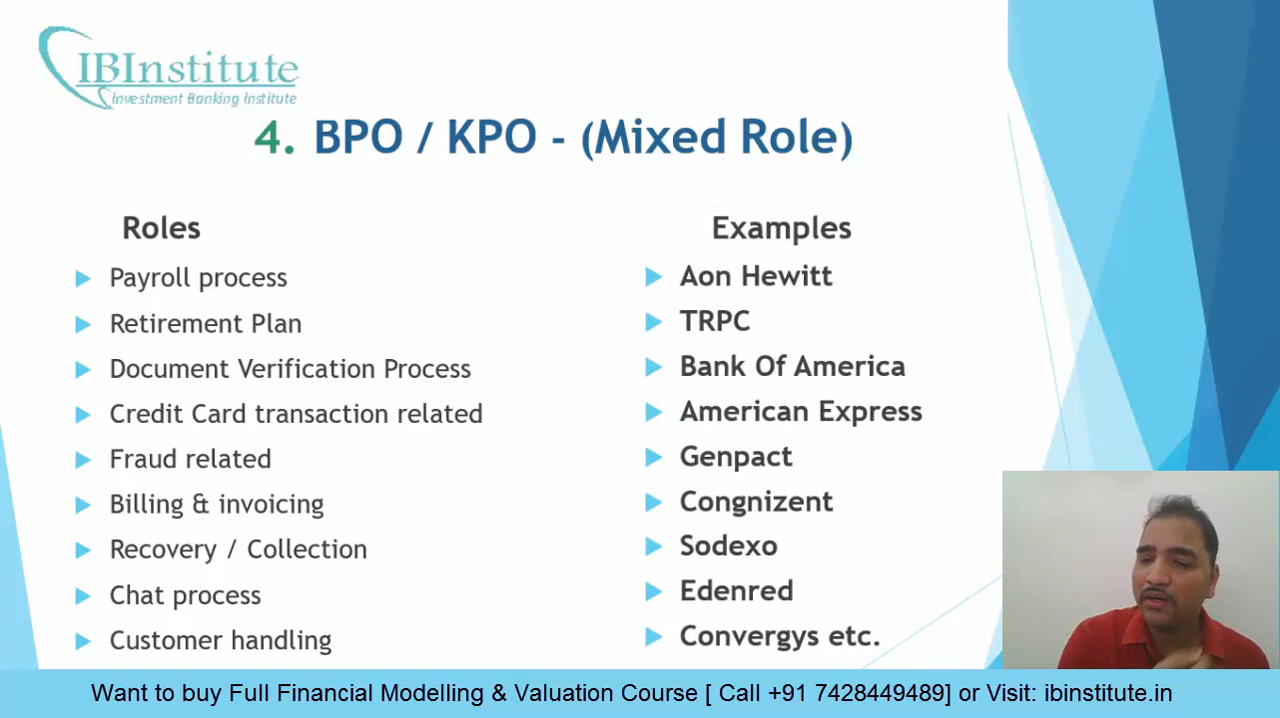 IBInstitute
Investment Banking Institute
4. BPO / KPO - (Mixed Role)
Roles
Payroll process
Retirement Plan
Document Verification Process
Credit Card transaction related
Fraud related
Billing & invoicing
Recovery / Collection
Chat process
Customer handling
Examples
Aon Hewitt
TRPC
Bank Of America
American Express
Genpact
Congnizent
Sodexo
Edenred
Convergys etc.
Want to buy Full Financial Modelling & Valuation Course [ Call +91 7428449489] or Visit: ibinstitute.in